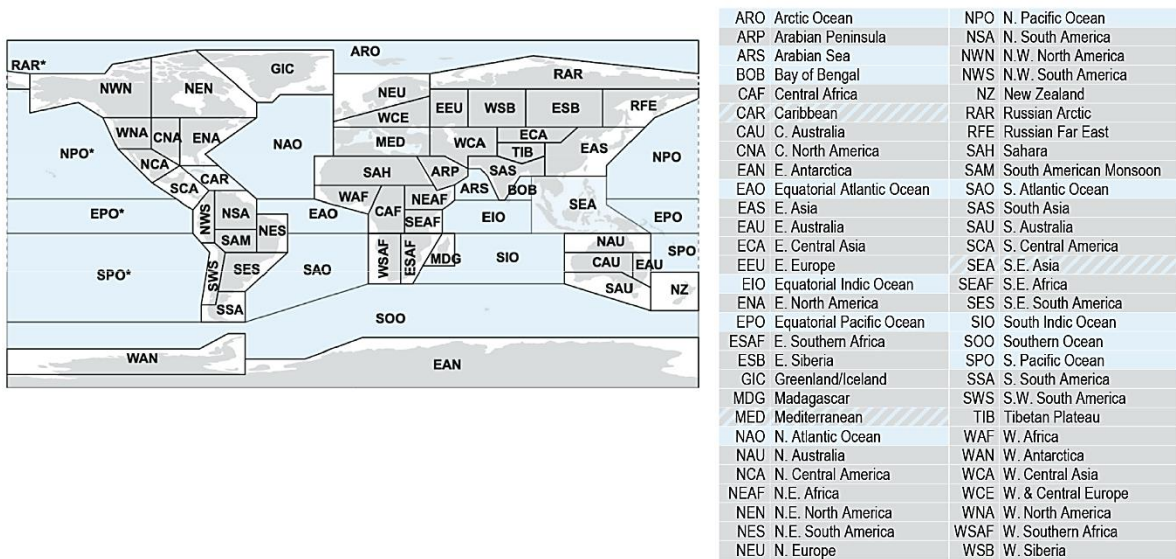 ARO
RAR*
GIC
NWN
NEN
NEU
RAR
WCE
EEU
WSB
ESB
RFE
WNA
CNA
ENA
MED
WCA
ECA
TIB
EAS
NPO*
NAO
NPO
NCA
SAH
ARP
SAS
SCA
CAR
WAF
NEAF
ARS
BOB
SEA
EPO*
NWS
NSA
NES
EAO
CAF
SEAF
EIO
EPO
SAM
SPO*
SWS
SES
SAO
WSAF
ESAF
MDG
SIO
NAU
CAU
EAU
SPO
SAU
NZ
SSA
SOO
WAN
EAN
ARO Arctic Ocean
ARP Arabian Peninsula
ARS Arabian Sea
BOB Bay of Bengal
CAF Central Africa
CAR Caribbean
CAU C. Australia
CNA C. North America
EAN E. Antarctica
EAO Equatorial Atlantic Ocean
EAS E. Asia
EAU E. Australia
ECA E. Central Asia
EEU E. Europe
EIO Equatorial Indic Ocean
ENA E. North America
EPO Equatorial Pacific Ocean
ESAF E. Southern Africa
ESB E. Siberia
GIC Greenland/Iceland
MDG Madagascar
MED Mediterranean
NAO N. Atlantic Ocean
NAU N. Australia
NCA N. Central America
NEAF N.E. Africa
NEN N.E. North America
NES N.E. South America
NEU N. Europe
NPO N. Pacific Ocean
NSA N. South America
NWN N.W. North America
NWS N.W. South America
NZ New Zealand
RAR Russian Arctic
RFE Russian Far East
SAH Sahara
SAM South American Monsoon
SAO S. Atlantic Ocean
SAS South Asia
SAU S. Australia
SCA S. Central America
SEA S.E. Asia
SEAF S.E. Africa
SES S.E. South America
SIO South Indic Ocean
SOO Southern Ocean
SPO S. Pacific Ocean
SSA S. South America
SWS S.W. South America
TIB Tibetan Plateau
WAF W. Africa
WAN W. Antarctica
WCA W. Central Asia
WCE W. & Central Europe
WNA W. North America
WSAF W. Southern Africa
WSB W. Siberia